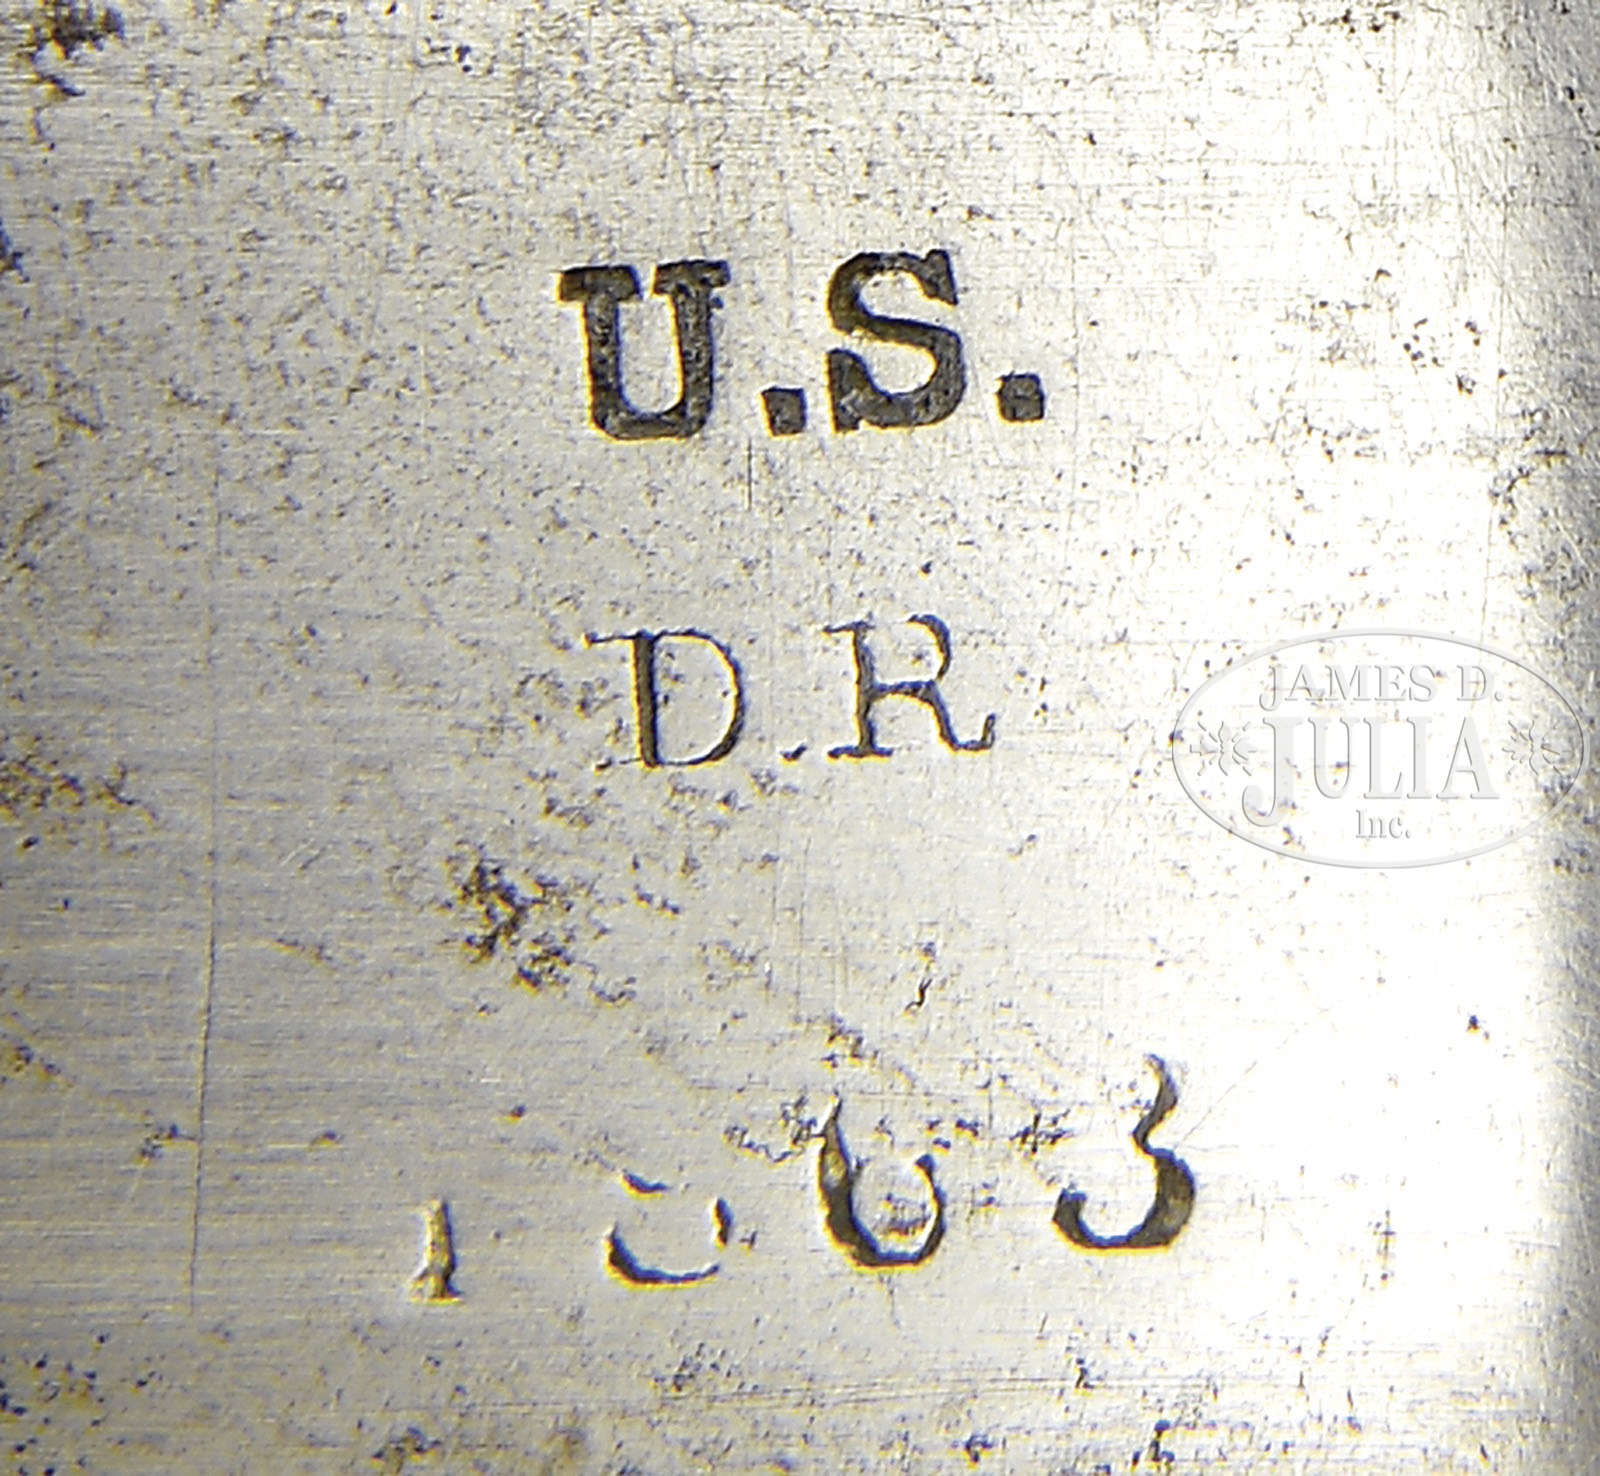 U.S.
D.R
1863
JAMES D.
JULIA
Inc.